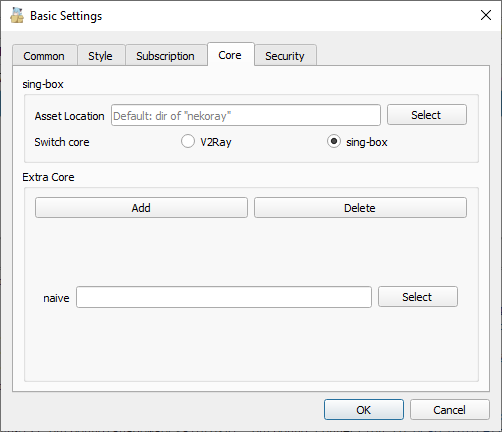 Basic Settings
Common Style Subscription Core Security
sing-box
Asset Location Default: dir of "nekoray" Select
Switch core V2Ray sing-box
Extra Core
Add Delete
naive Select
OK Cancel